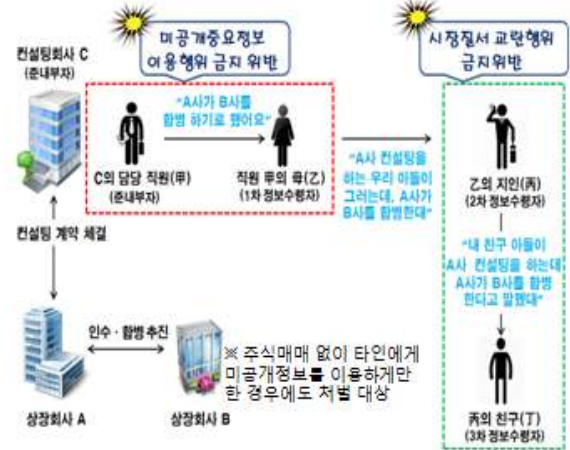 미공개중요정보
이용행위 금지 위반
시장질서 교란행위
금지위반
컨설팅회사 C
(준내부자)
"A사가 B사를
합병 하기로 했어요"
C의 담당 직원(甲)
(준내부자)
직원 甲의 母(乙)
(1차 정보수령자)
"A사 컨설팅을
하는 우리 아들이
그러는데, A사가
B사를 합병한대"
乙의 지인(丙)
(2차 정보수령자)
"내 친구 아들이
A사 컨설팅을 하는데
A사가 B사를 합병
한다고 말했대"
丙의 친구(丁)
(3차 정보수령자)
컨설팅 계약 체결
인수·합병 추진
상장회사 A
상장회사 B
※ 주식매매 없이 타인에게
미공개정보를 이용하게만
한 경우에도 처벌 대상